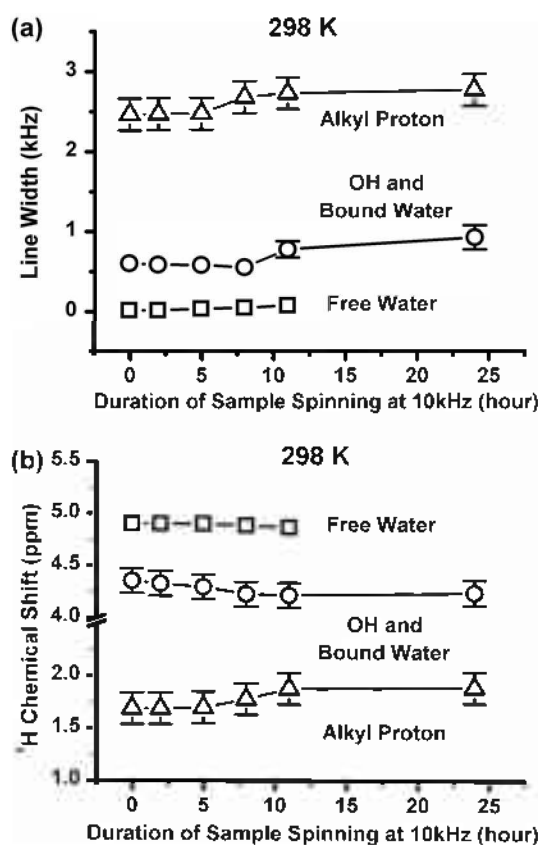 (a)
298 K
3
2
1
0
Line Width (kHz)
Alkyl Proton
OH and
Bound Water
Free Water
0 5 10 15 20 25
Duration of Sample Spinning at 10kHz (hour)
(b)
298 K
5.5
5.0
4.5
4.0
2.0
1.5
1.0
¹H Chemical Shift (ppm)
Free Water
OH and
Bound Water
Alkyl Proton
0 5 10 15 20 25
Duration of Sample Spinning at 10kHz (hour)